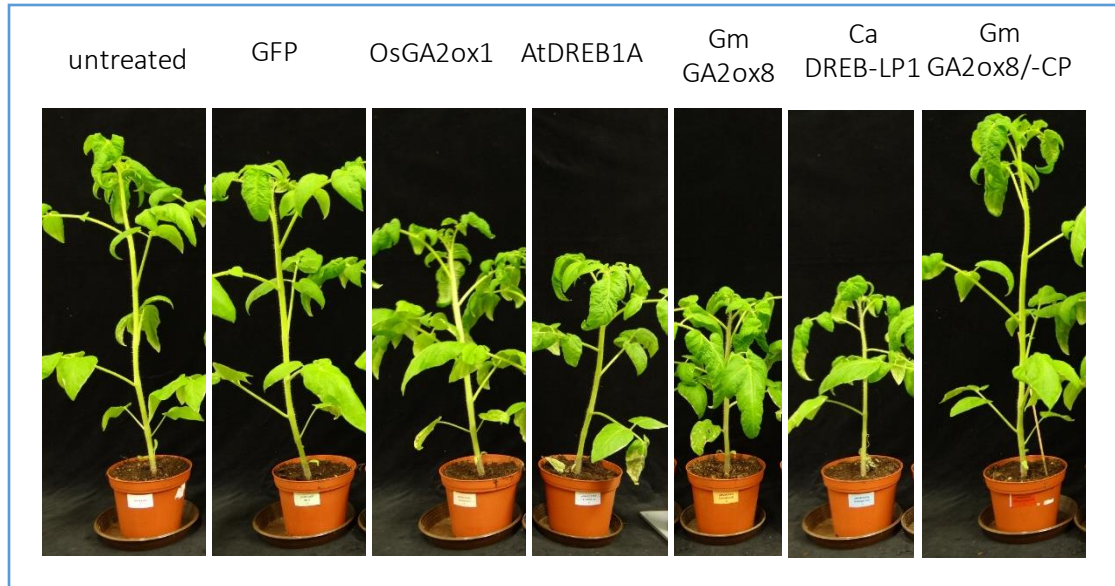 untreated
GFP
OsGA2ox1
AtDREB1A
Gm
GA2ox8
Ca
DREB-LP1
Gm
GA2ox8/-CP